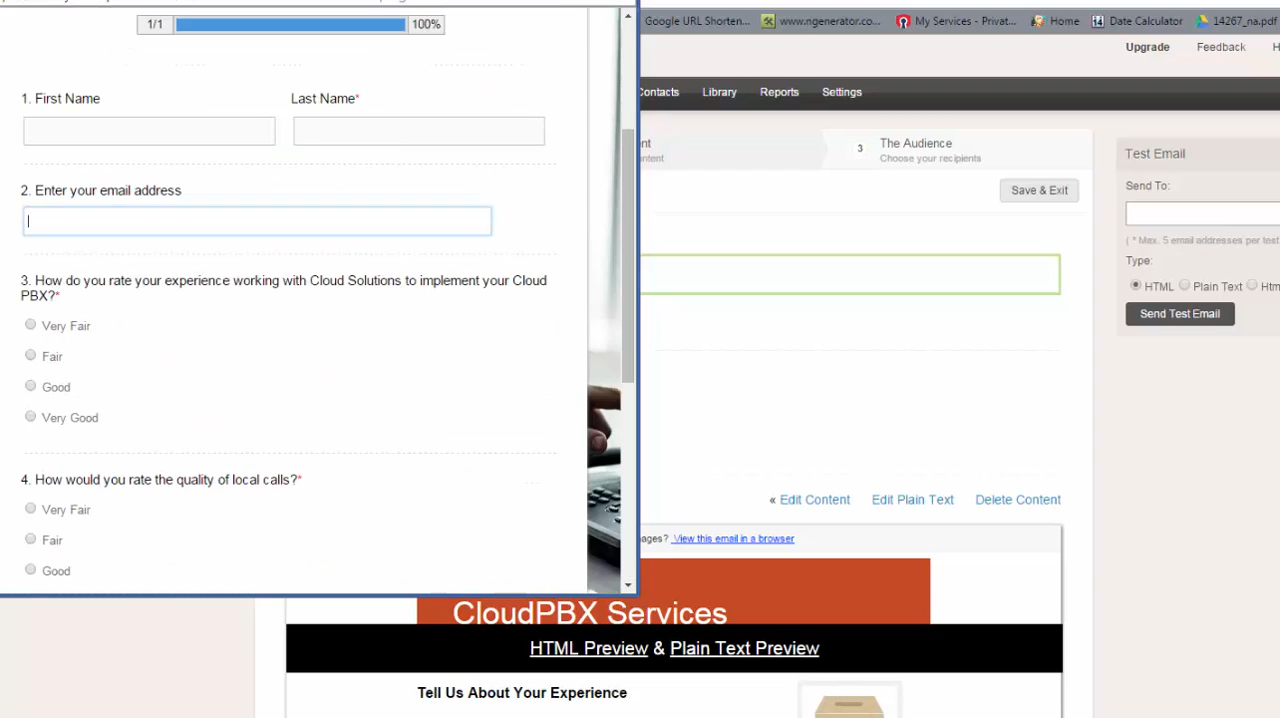 1/1 100%
1. First Name Last Name*
2. Enter your email address
3. How do you rate your experience working with Cloud Solutions to implement your Cloud
PBX?*
Very Fair
Fair
Good
Very Good
4. How would you rate the quality of local calls?*
Very Fair
Fair
Good
Google URL Shorten... www.ngenerator.co... My Services - Privat... Home Date Calculator 14267_na.pdf
Upgrade Feedback H
Contacts Library Reports Settings
3 The Audience
Choose your recipients
Save & Exit
Test Email
Send To:
( * Max. 5 email addresses per test
Type:
HTML Plain Text Htm
Send Test Email
« Edit Content Edit Plain Text Delete Content
ages? View this email in a browser
CloudPBX Services
HTML Preview & Plain Text Preview
Tell Us About Your Experience